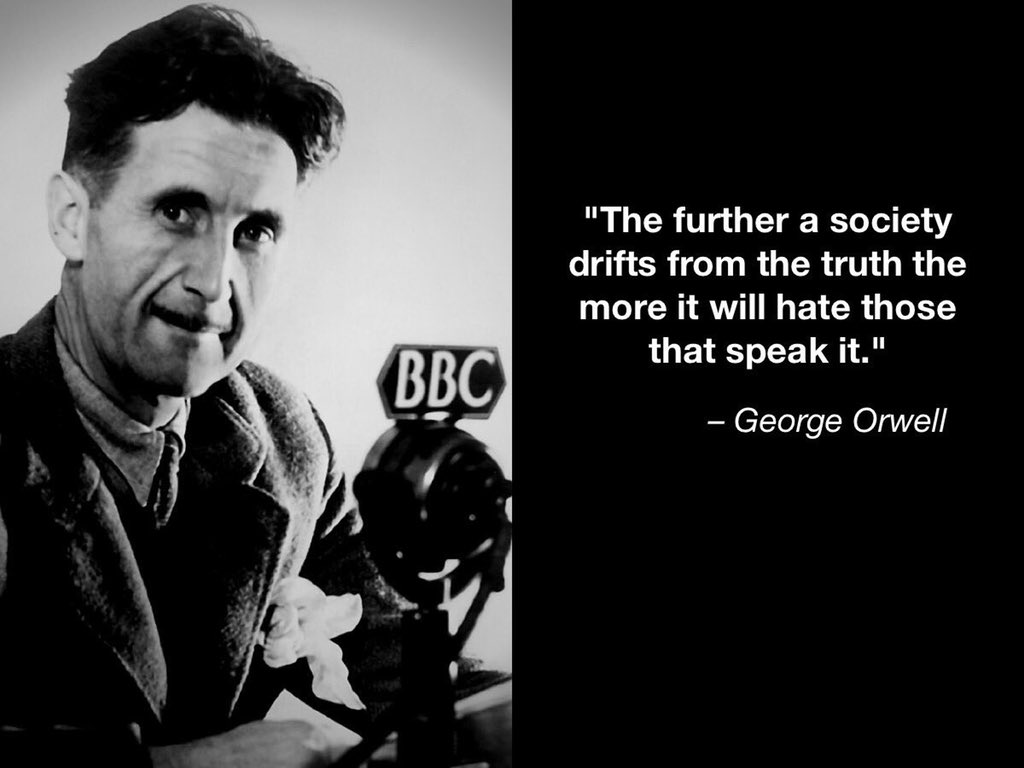 BBC
"The further a society
drifts from the truth the
more it will hate those
that speak it."
– George Orwell